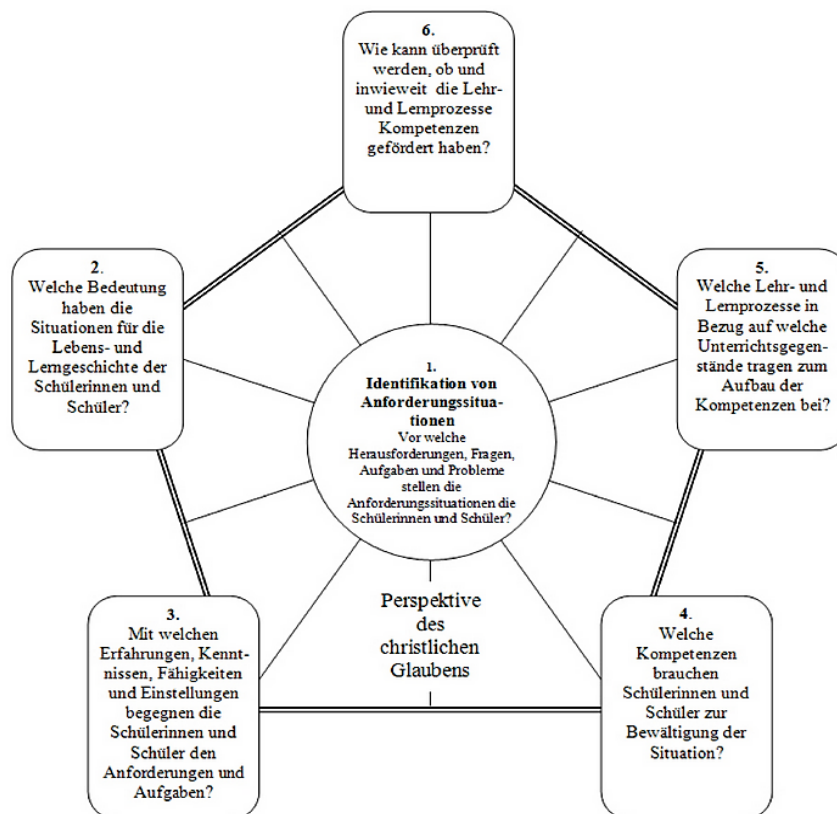 6.
Wie kann überprüft
werden, ob und
inwieweit die Lehr-
und Lernprozesse
Kompetenzen
gefördert haben?
2.
Welche Bedeutung
haben die
Situationen für die
Lebens- und
Lerngeschichte der
Schülerinnen und
Schüler?
5.
Welche Lehr- und
Lernprozesse in
Bezug auf welche
Unterrichtsgegen-
stände tragen zum
Aufbau der
Kompetenzen bei?
1.
Identifikation von
Anforderungssitua-
tionen
Vor welche
Herausforderungen, Fragen,
Aufgaben und Probleme
stellen die
Anforderungssituationen die
Schülerinnen und Schüler?
3.
Mit welchen
Erfahrungen, Kennt-
nissen, Fähigkeiten
und Einstellungen
begegnen die
Schülerinnen und
Schüler den
Anforderungen und
Aufgaben?
Perspektive
des
christlichen
Glaubens
4.
Welche
Kompetenzen
brauchen
Schülerinnen und
Schüler zur
Bewältigung der
Situation?